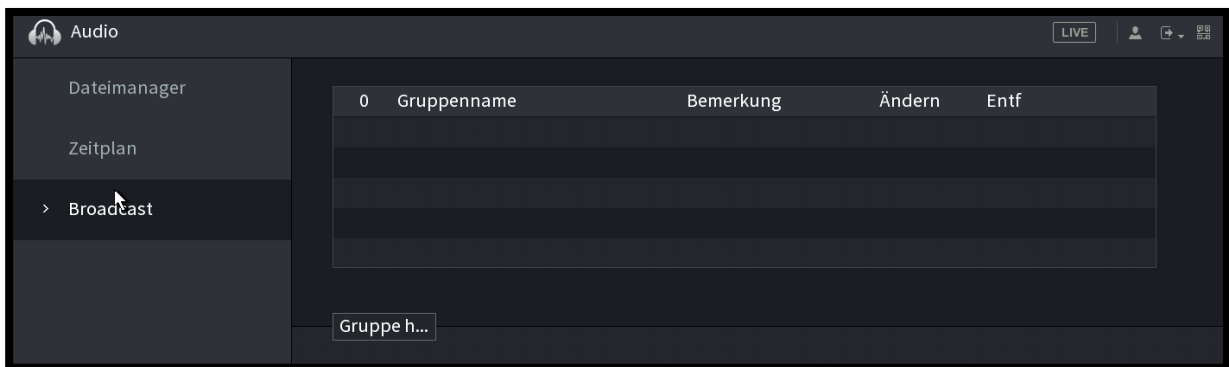 Audio
LIVE
Dateimanager
Zeitplan
Broadcast
0 Gruppenname Bemerkung Ändern Entf
Gruppe h...